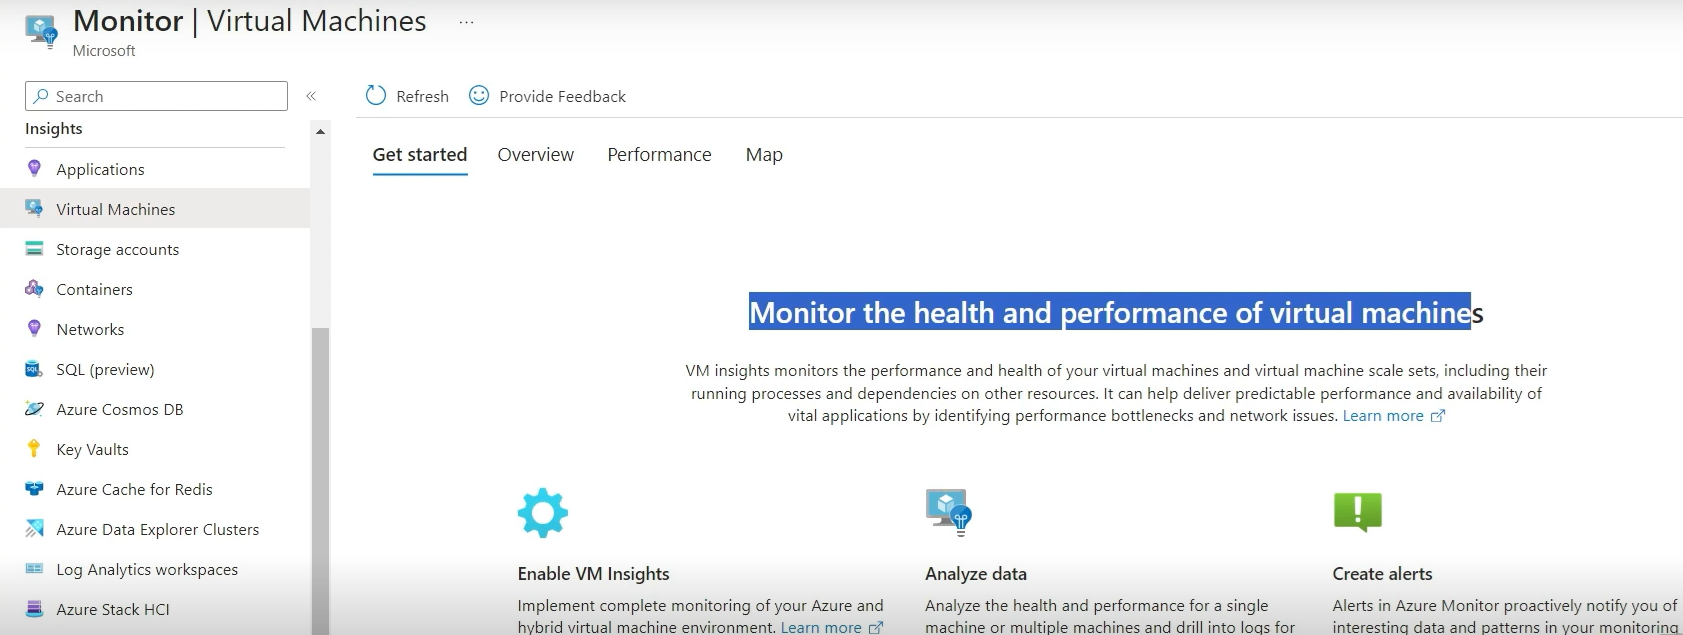 Monitor | Virtual Machines ...
Microsoft
Search «
Insights
Applications
Virtual Machines
Storage accounts
Containers
Networks
SQL (preview)
Azure Cosmos DB
Key Vaults
Azure Cache for Redis
Azure Data Explorer Clusters
Log Analytics workspaces
Azure Stack HCI
Refresh Provide Feedback
Get started Overview Performance Map
Monitor the health and performance of virtual machines
VM insights monitors the performance and health of your virtual machines and virtual machine scale sets, including their
running processes and dependencies on other resources. It can help deliver predictable performance and availability of
vital applications by identifying performance bottlenecks and network issues. Learn more
Enable VM Insights
Implement complete monitoring of your Azure and
hybrid virtual machine environment. Learn more
Analyze data
Analyze the health and performance for a single
machine or multiple machines and drill into logs for
Create alerts
Alerts in Azure Monitor proactively notify you of
interesting data and patterns in your monitoring